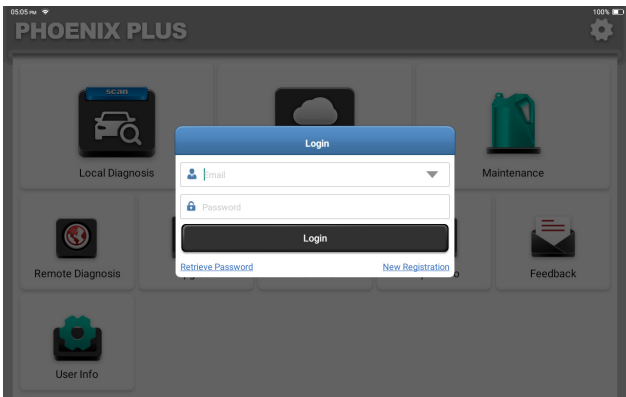 05:05 PM
100%
PHOENIX PLUS
scan
Login
Email
Local Diagnosis
Maintenance
Password
Login
Retrieve Password
New Registration
Remote Diagnosis
Feedback
User Info